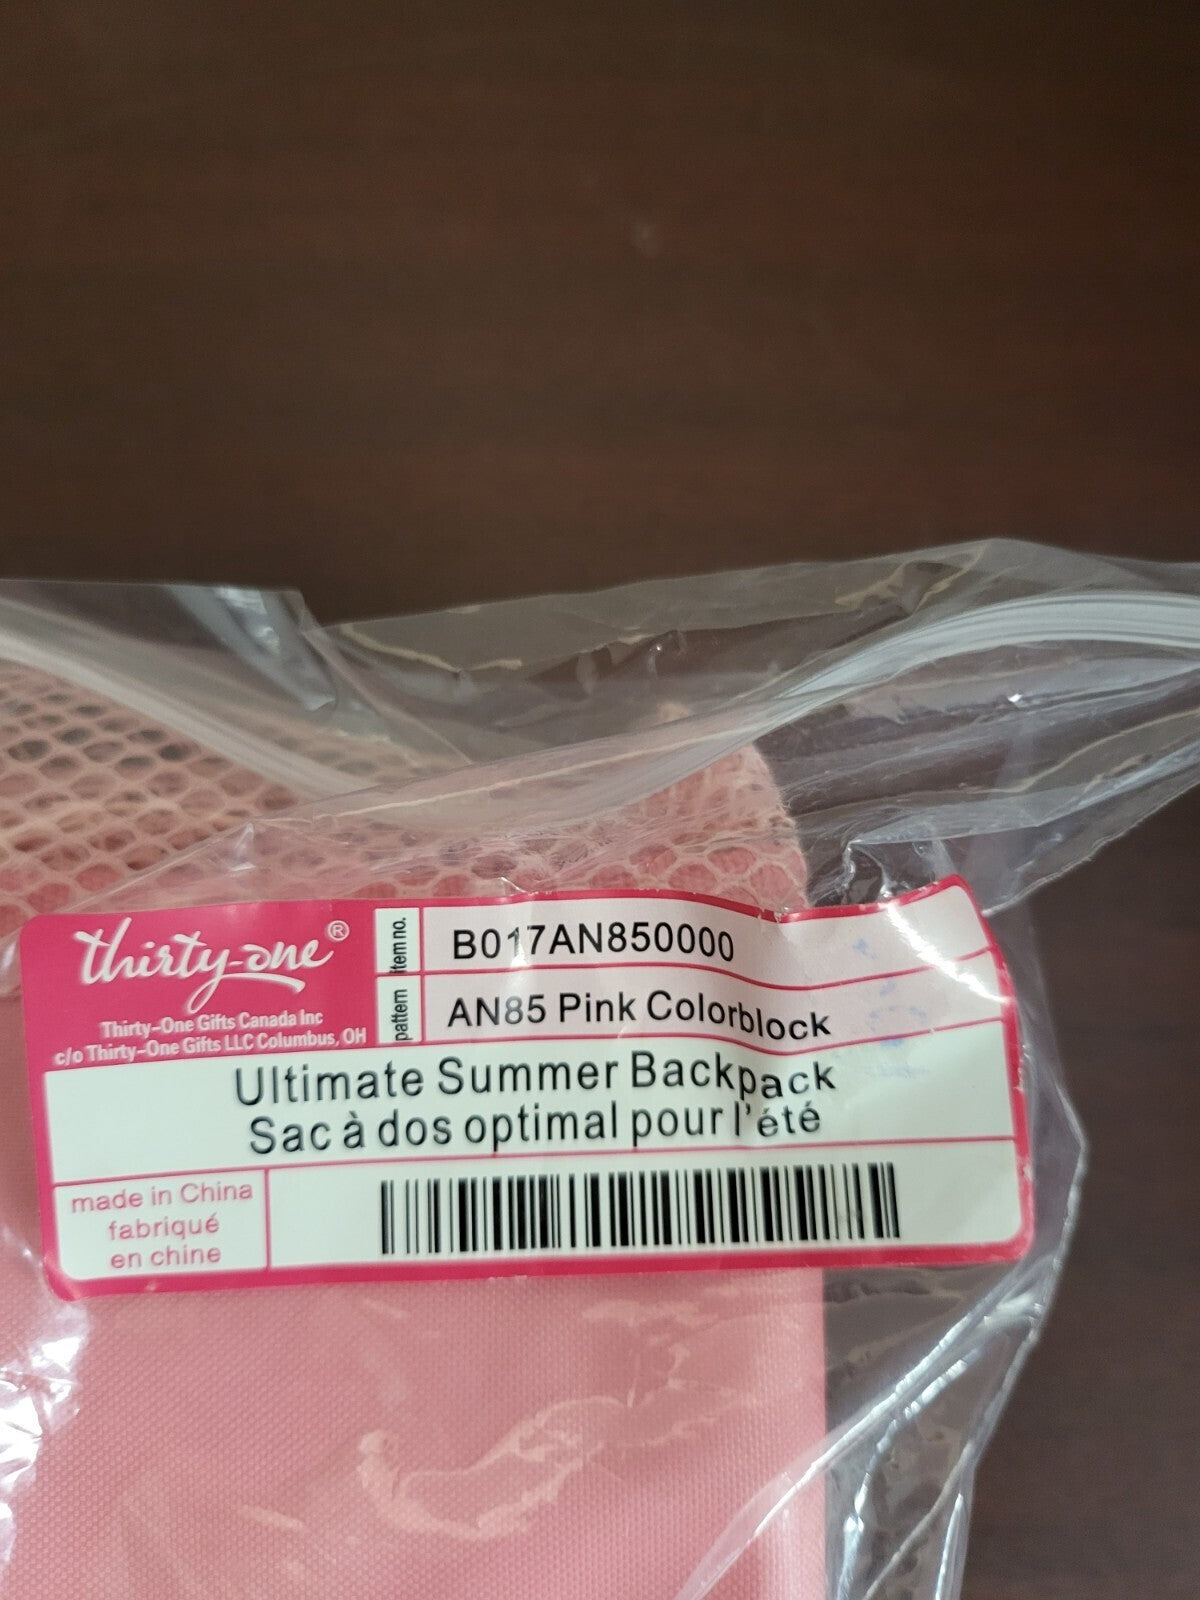 thirty-one®
Thirty-One Gifts Canada Inc
c/o Thirty-One Gifts LLC Columbus, OH
item no.
B017AN850000
pattern
AN85 Pink Colorblock
Ultimate Summer Backpack
Sac à dos optimal pour l'été
made in China
fabriqué
en chine